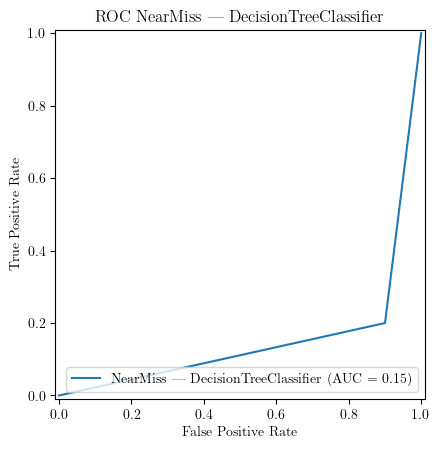 ROC NearMiss — DecisionTreeClassifier
1.0
0.8
0.6
0.4
0.2
0.0
True Positive Rate
NearMiss — DecisionTreeClassifier (AUC = 0.15)
0.0 0.2 0.4 0.6 0.8 1.0
False Positive Rate